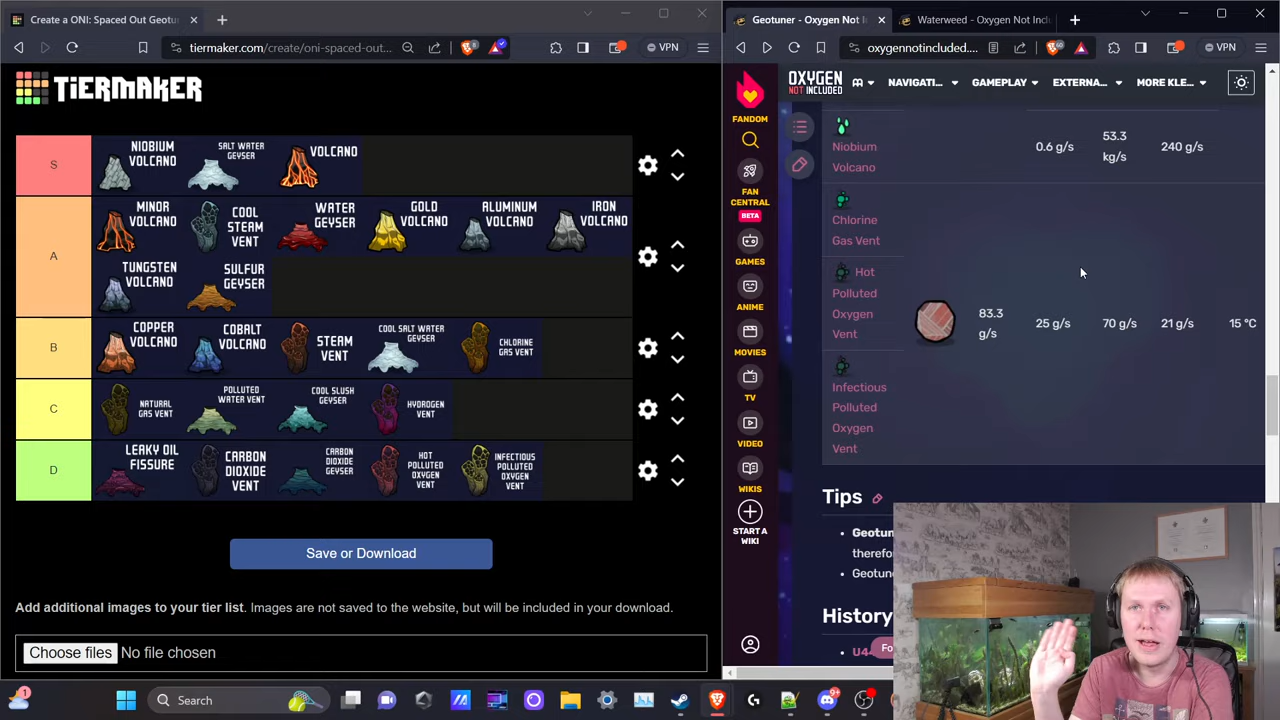 Create a ONI: Spaced Out Geotu
tiermaker.com/create/oni-spaced-out...
VPN
TIERMAKER
S
NIOBIUM VOLCANO
SALT WATER GEYSER
VOLCANO
A
MINOR VOLCANO
COOL STEAM VENT
WATER GEYSER
GOLD VOLCANO
ALUMINUM VOLCANO
IRON VOLCANO
TUNGSTEN VOLCANO
SULFUR GEYSER
B
COPPER VOLCANO
COBALT VOLCANO
STEAM VENT
COOL SALT WATER GEYSER
CHLORINE GAS VENT
C
NATURAL GAS VENT
POLLUTED WATER VENT
COOL SLUSH GEYSER
HYDROGEN VENT
D
LEAKY OIL FISSURE
CARBON DIOXIDE VENT
CARBON DIOXIDE GEYSER
HOT POLLUTED OXYGEN VENT
INFECTIOUS POLLUTED OXYGEN VENT
Save or Download
Add additional images to your tier list. Images are not saved to the website, but will be included in your download.
Choose files No file chosen
Geotuner - Oxygen Not I
Waterweed - Oxygen Not Incl
oxygennotincluded....
60
VPN
OXYGEN
NOT INCLUDED
NAVIGATI...
GAMEPLAY
EXTERNA...
MORE KLE...
FANDOM
FAN CENTRAL
BETA
GAMES
ANIME
MOVIES
TV
VIDEO
WIKIS
START A WIKI
Niobium
Volcano
0.6 g/s
53.3 kg/s
240 g/s
Chlorine
Gas Vent
Hot
Polluted
Oxygen
Vent
83.3 g/s
25 g/s
70 g/s
21 g/s
15 °C
Infectious
Polluted
Oxygen
Vent
Tips
Geotun
therefo
Geotune
History
U44
Fo
1
Search
9+